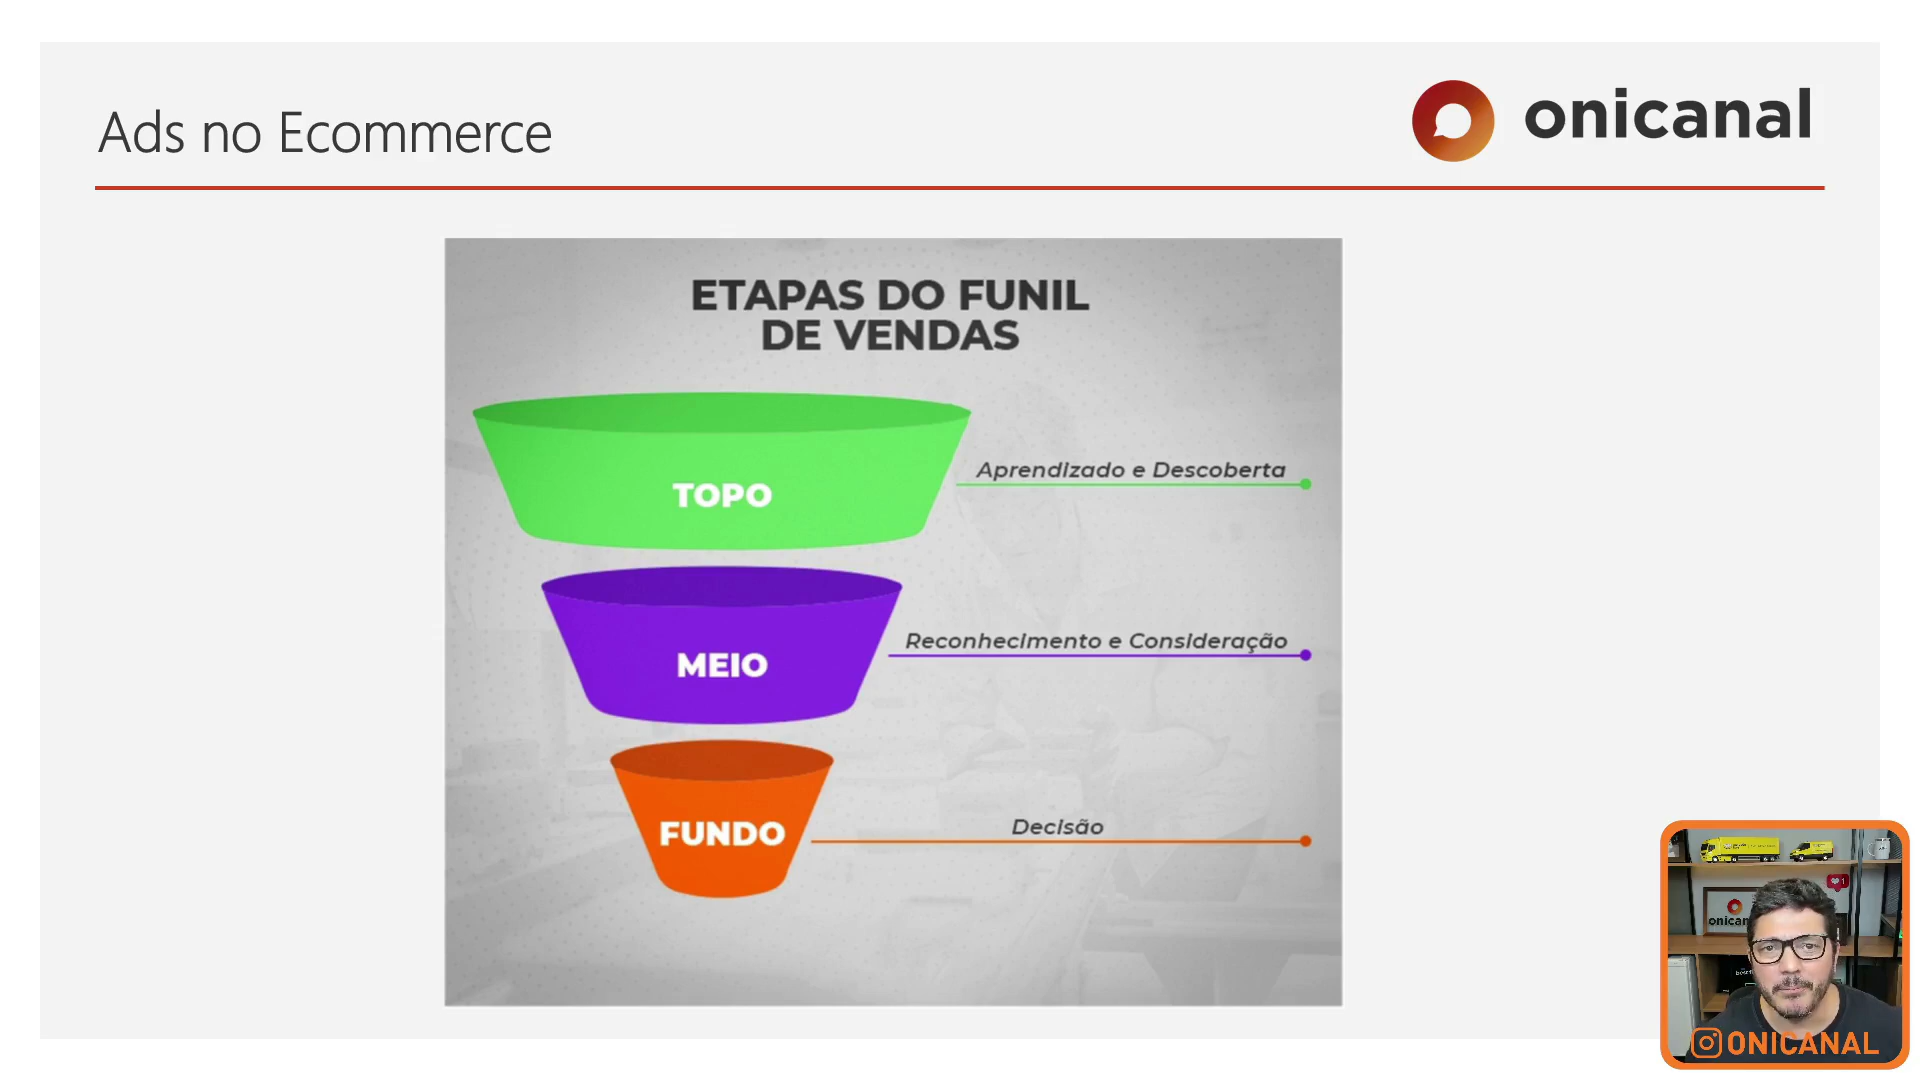 Ads no Ecommerce
onicanal
ETAPAS DO FUNIL
DE VENDAS
TOPO
Aprendizado e Descoberta
MEIO
Reconhecimento e Consideração
FUNDO
Decisão
ONICANAL